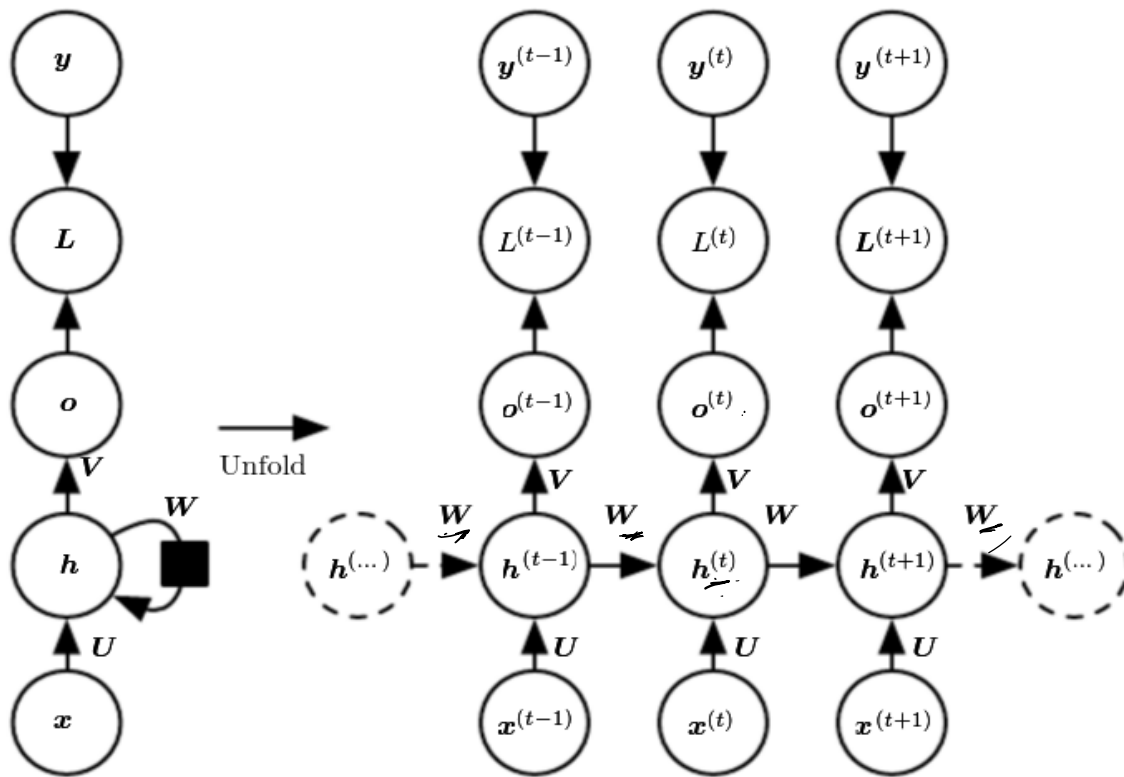 y y(t−1) y(t) y(t+1)
L L(t−1) L(t) L(t+1)
o o(t−1) o(t) o(t+1)
V V V V
Unfold
W W W W W
h h(...) h(t−1) h(t) h(t+1) h(...)
U U U U
x x(t−1) x(t) x(t+1)